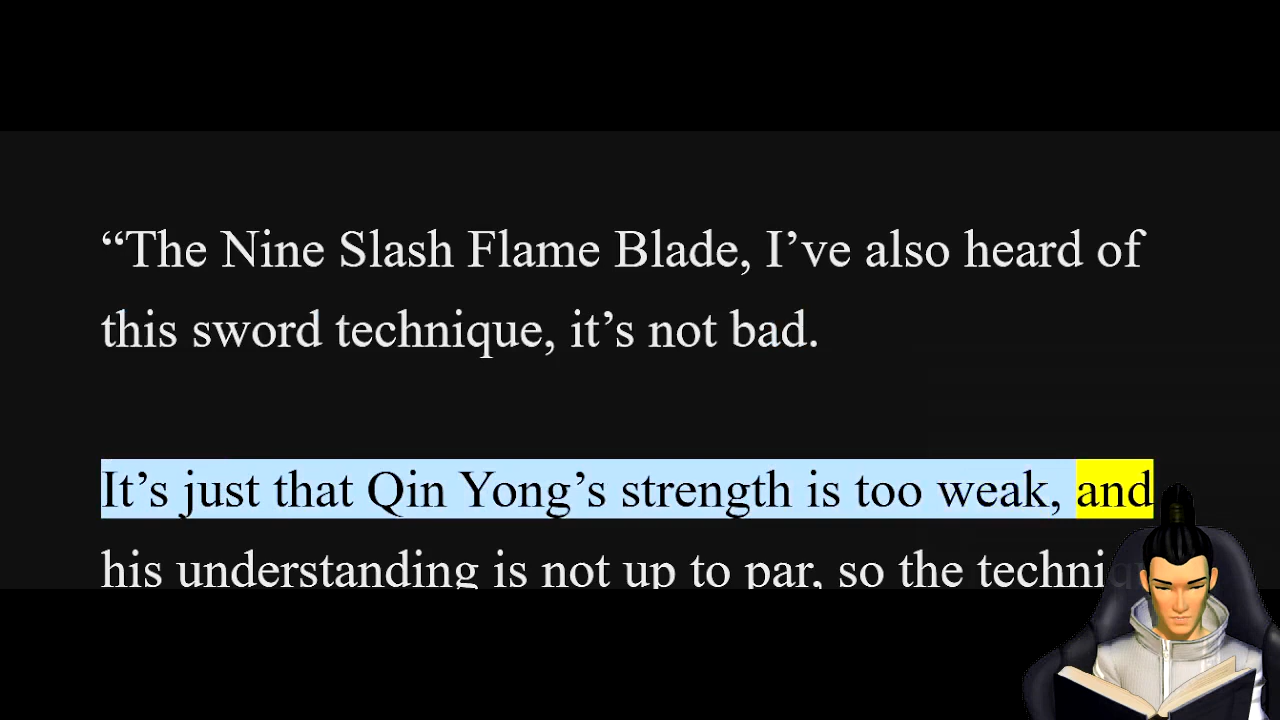 “The Nine Slash Flame Blade, I’ve also heard of
this sword technique, it’s not bad.
It’s just that Qin Yong’s strength is too weak, and
his understanding is not up to par, so the